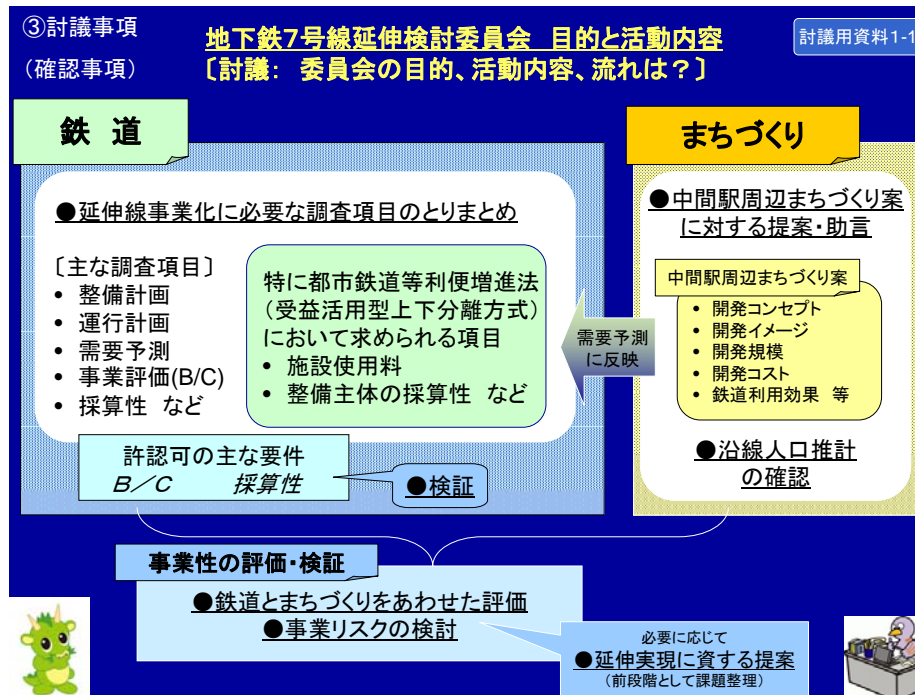 ③討議事項
(確認事項)
地下鉄7号線延伸検討委員会 目的と活動内容
〔討議: 委員会の目的、活動内容、流れは?〕
討議用資料1-1
鉄 道
●延伸線事業化に必要な調査項目のとりまとめ
〔主な調査項目〕
• 整備計画
• 運行計画
• 需要予測
• 事業評価(B/C)
• 採算性 など
特に都市鉄道等利便増進法
(受益活用型上下分離方式)
において求められる項目
• 施設使用料
• 整備主体の採算性 など
許認可の主な要件
B/C 採算性
●検証
需要予測
に反映
まちづくり
●中間駅周辺まちづくり案
に対する提案・助言
中間駅周辺まちづくり案
• 開発コンセプト
• 開発イメージ
• 開発規模
• 開発コスト
• 鉄道利用効果 等
●沿線人口推計
の確認
事業性の評価・検証
●鉄道とまちづくりをあわせた評価
●事業リスクの検討
必要に応じて
●延伸実現に資する提案
(前段階として課題整理)